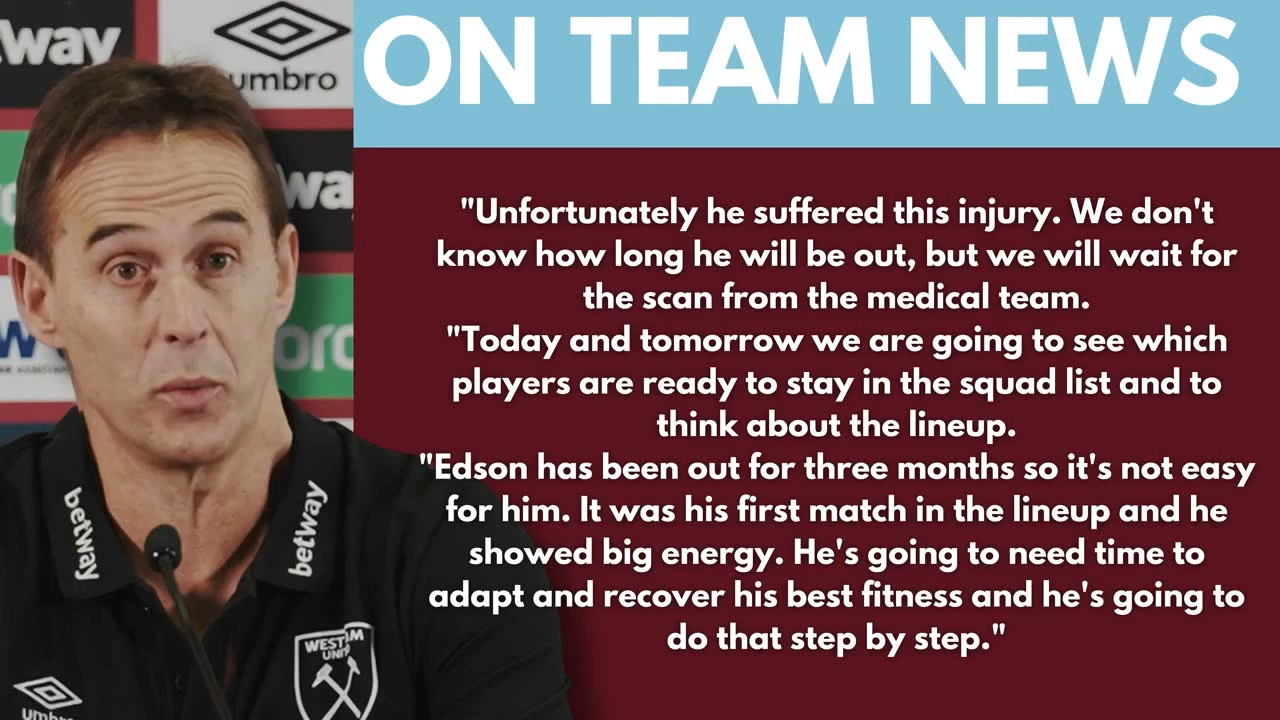 way
umbro
ON TEAM NEWS
wa
"Unfortunately he suffered this injury. We don't
know how long he will be out, but we will wait for
the scan from the medical team.
"Today and tomorrow we are going to see which
players are ready to stay in the squad list and to
think about the lineup.
"Edson has been out for three months so it's not easy
for him. It was his first match in the lineup and he
showed big energy. He's going to need time to
adapt and recover his best fitness and he's going to
do that step by step."
betway
betway
WEST HAM
UNITED
umbro